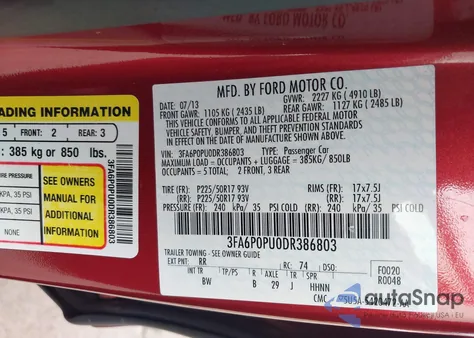 ADING INFORMATION
5 FRONT: 2 REAR: 3
: 385 kg or 850 lbs.
KPA, 35 PSI
KPA, 35 PSI
NONE
SEE OWNERS
MANUAL FOR
ADDITIONAL
INFORMATION
3FA6P0PU0DR386803
MFD. BY FORD MOTOR CO.
07/13 GVWR: 2227 KG ( 4910 LB)
FRONT GAWR: 1105 KG ( 2435 LB) REAR GAWR: 1127 KG ( 2485 LB)
THIS VEHICLE CONFORMS TO ALL APPLICABLE FEDERAL MOTOR
VEHICLE SAFETY, BUMPER, AND THEFT PREVENTION STANDARDS IN
EFFECT ON THE DATE OF MANUFACTURE SHOWN ABOVE.
VIN: 3FA6P0PU0DR386803 TYPE: Passenger Car
MAXIMUM LOAD = OCCUPANTS + LUGGAGE = 385KG/ 850LB
OCCUPANTS = 5 TOTAL; 2 FRONT, 3 REAR
TIRE (FR): P225/50R17 93V RIMS (FR): 17×7.5J
TIRE (RR): P225/50R17 93V RIMS (RR): 17×7.5J
PRESSURE (FR): 240 kPa/ 35 PSI COLD (RR): 240 kPa/ 35 PSI COLD
3FA6P0PU0DR386803
TRAILER TOWING - SEE OWNER GUIDE
EXT PNT: RR RC: 74 DSO: F0020
R0048
INT TR TP/PS R AXLE TR SPR
BW B 29 J HHNN
autoSnap